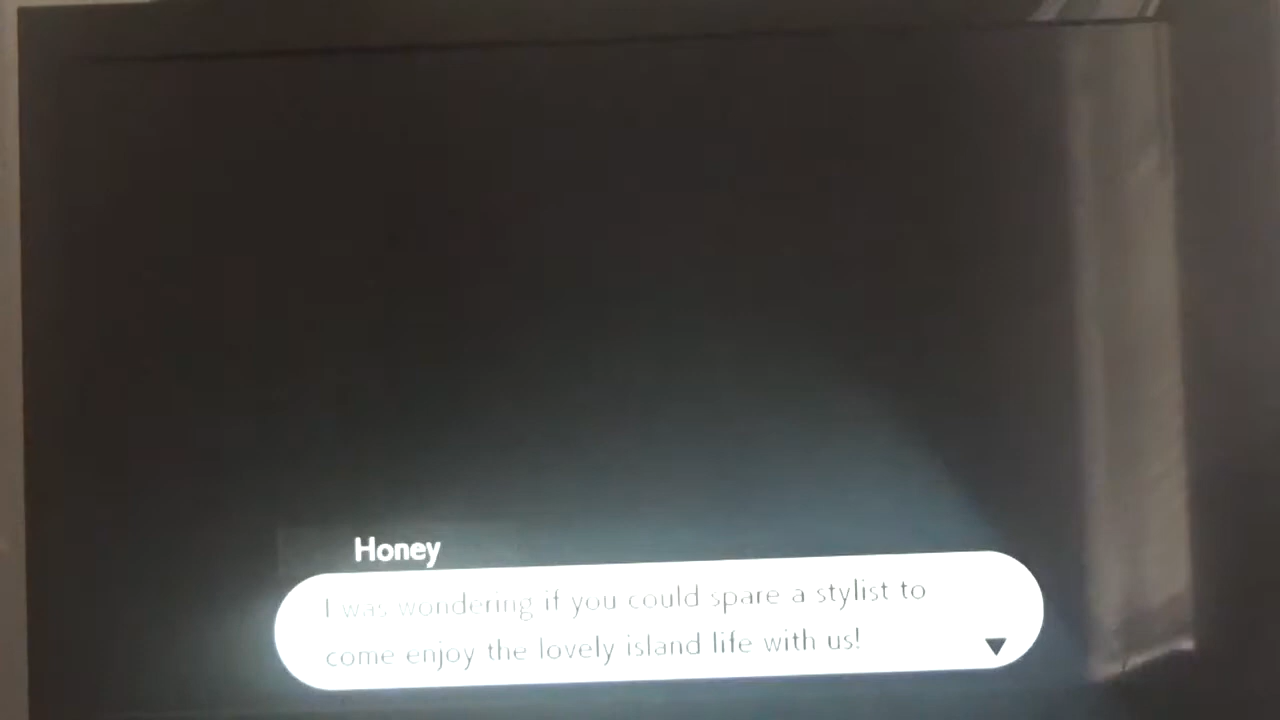 Honey
I was wondering if you could spare a stylist to
come enjoy the lovely island life with us!